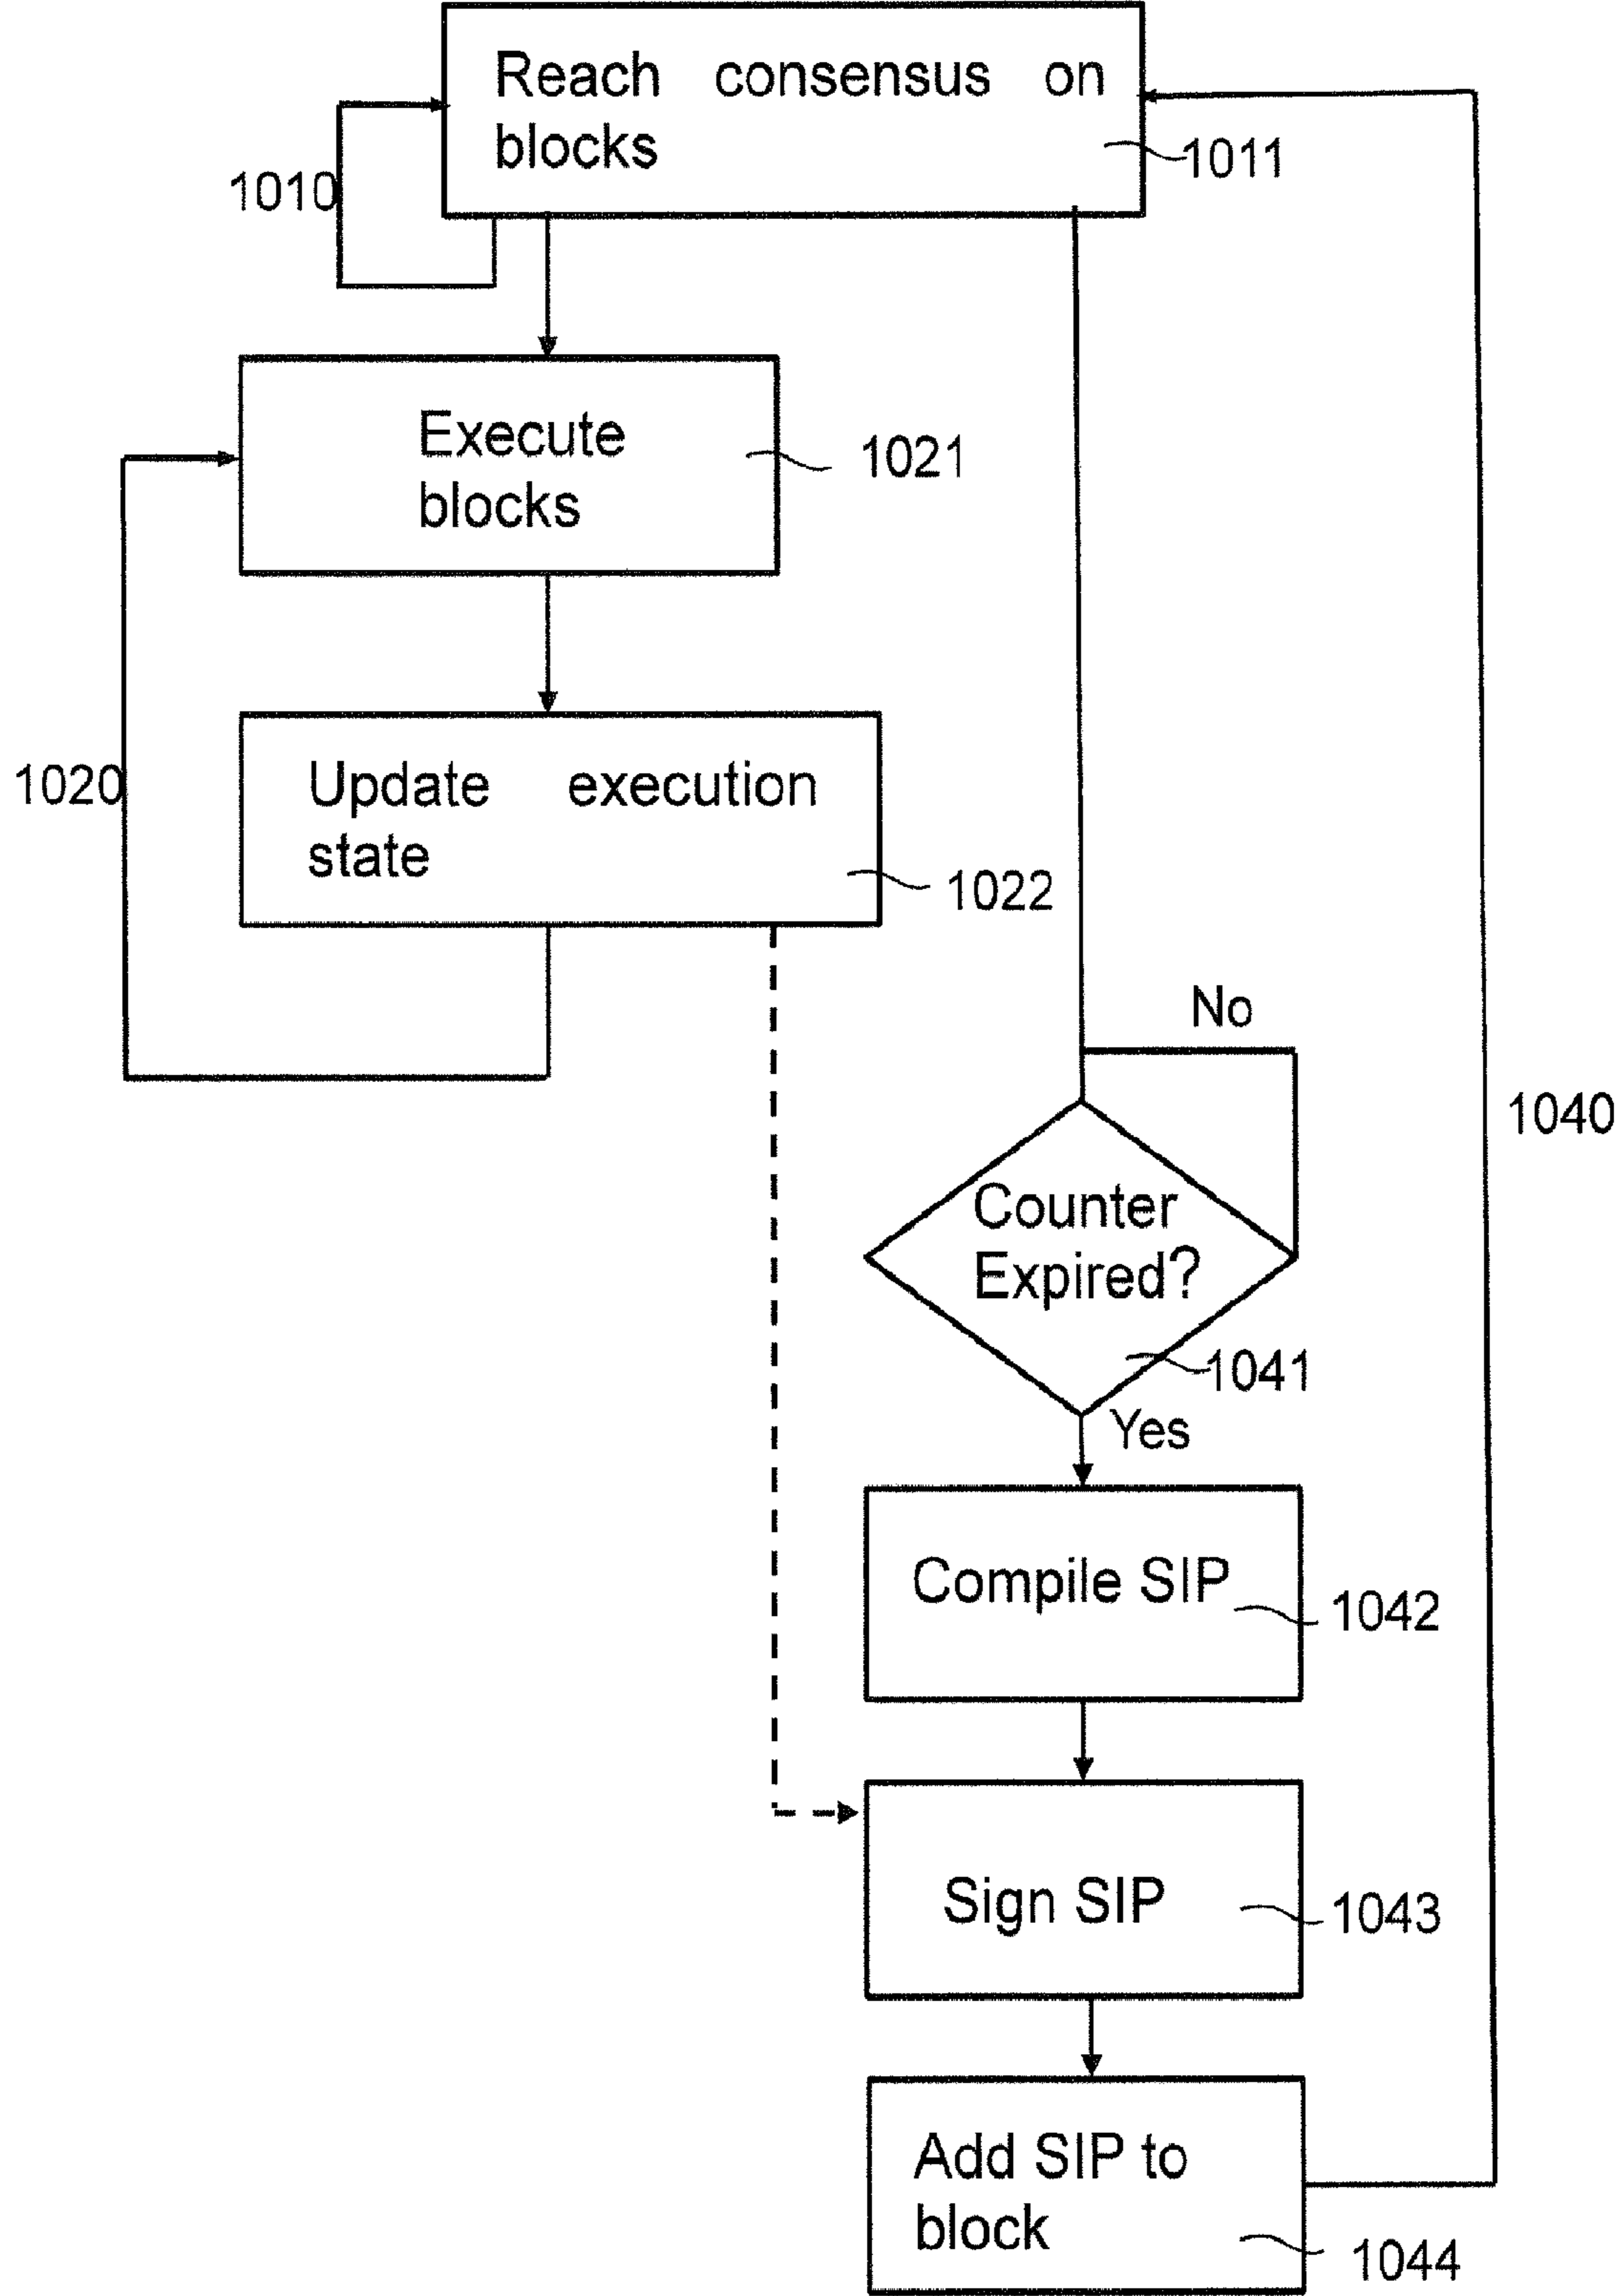 Reach consensus on
blocks
1011
1010
Execute
blocks
1021
Update execution
state
1022
1020
No
1040
Counter
Expired?
1041
Yes
Compile SIP
1042
Sign SIP
1043
Add SIP to
block
1044